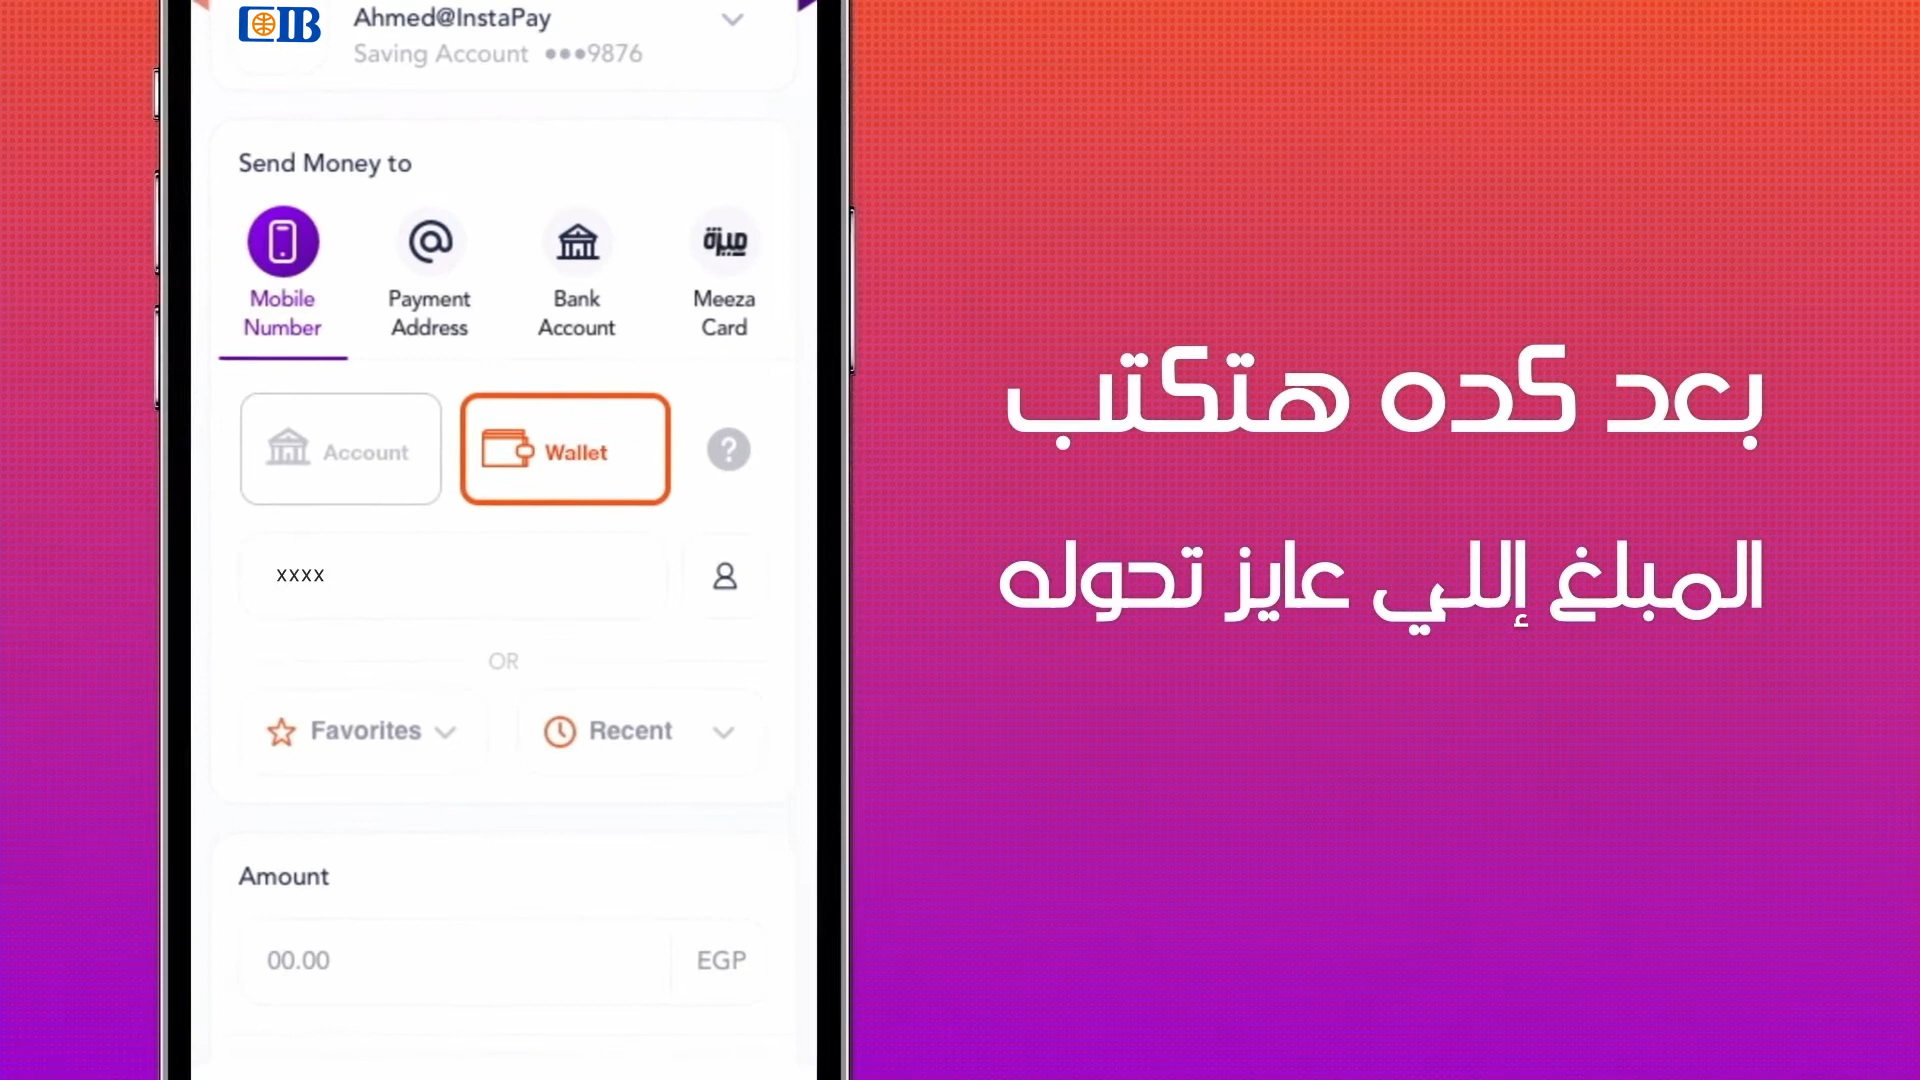 CIB
Ahmed@InstaPay
Saving Account •••9876
Send Money to
Mobile Number
Payment Address
Bank Account
ميزة
Meeza Card
Account
Wallet
?
xxxx
OR
Favorites
Recent
Amount
00.00
EGP
بعد كده هتكتب
المبلغ إللي عايز تحوله